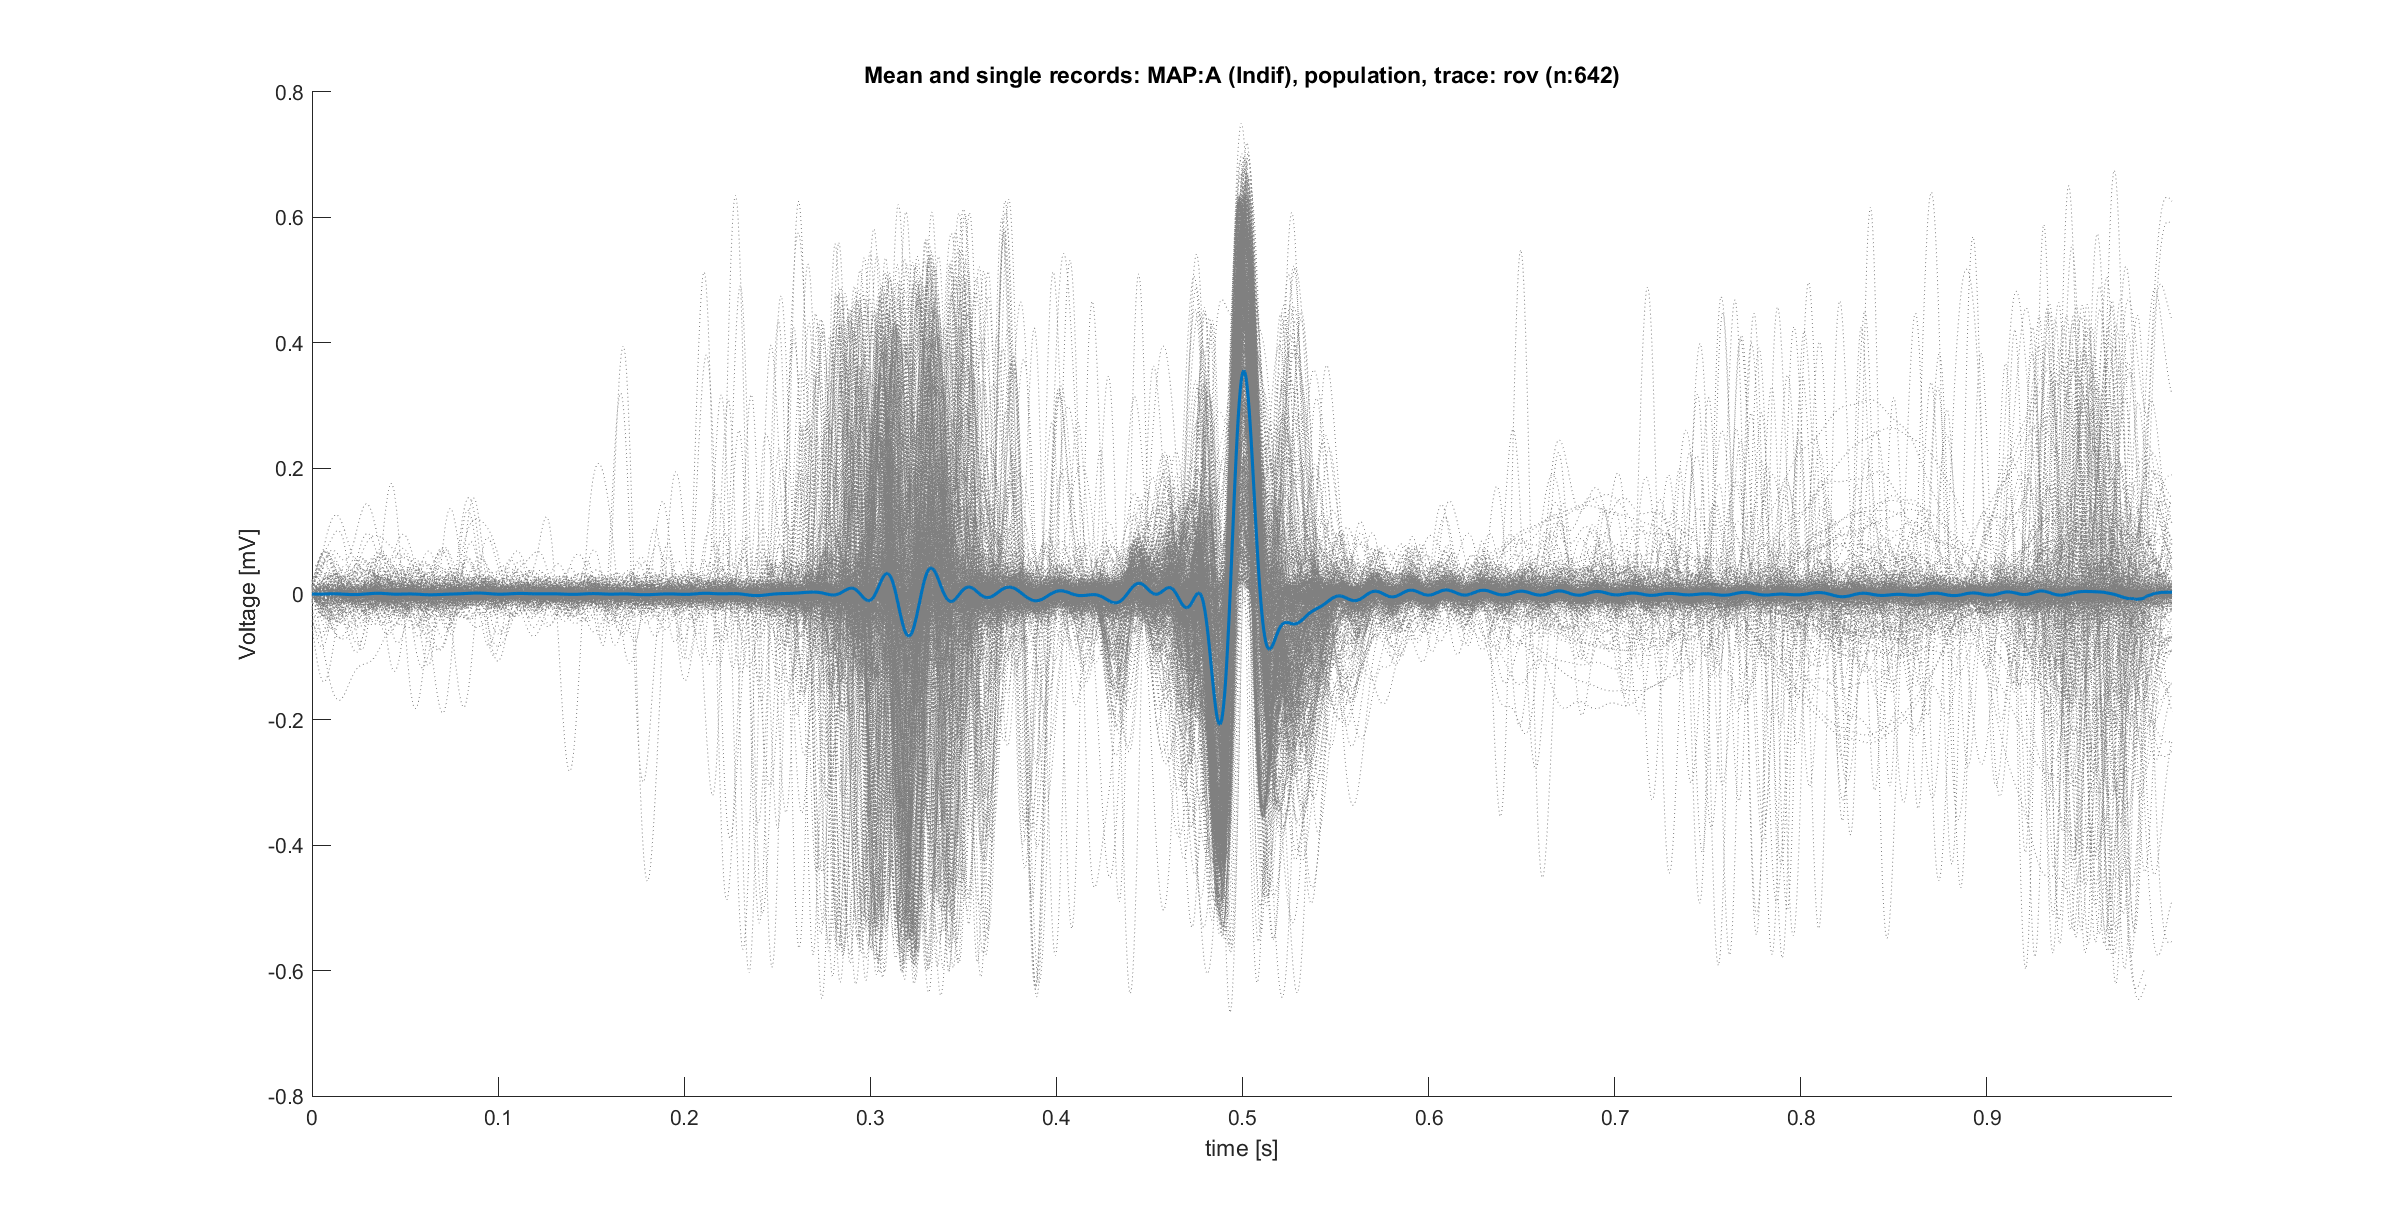 Mean and single records: MAP:A (Indif), population, trace: rov (n:642)
0.8
0.6
0.4
0.2
0
-0.2
-0.4
-0.6
-0.8
Voltage [mV]
0 0.1 0.2 0.3 0.4 0.5 0.6 0.7 0.8 0.9
time [s]